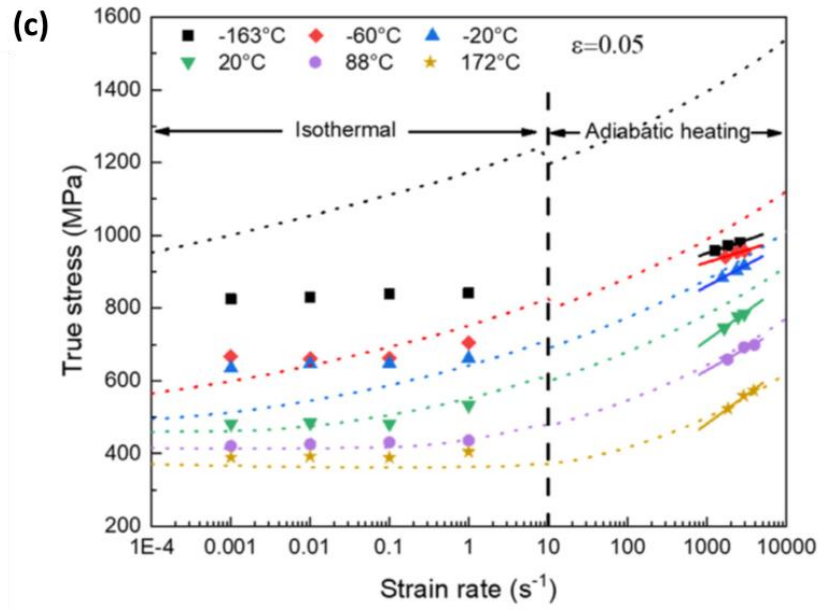 (c)
1600
1400
1200
1000
800
600
400
200
True stress (MPa)
-163°C -60°C -20°C
20°C 88°C 172°C
ε=0.05
Isothermal
Adiabatic heating
1E-4 0.001 0.01 0.1 1 10 100 1000 10000
Strain rate (s⁻¹)